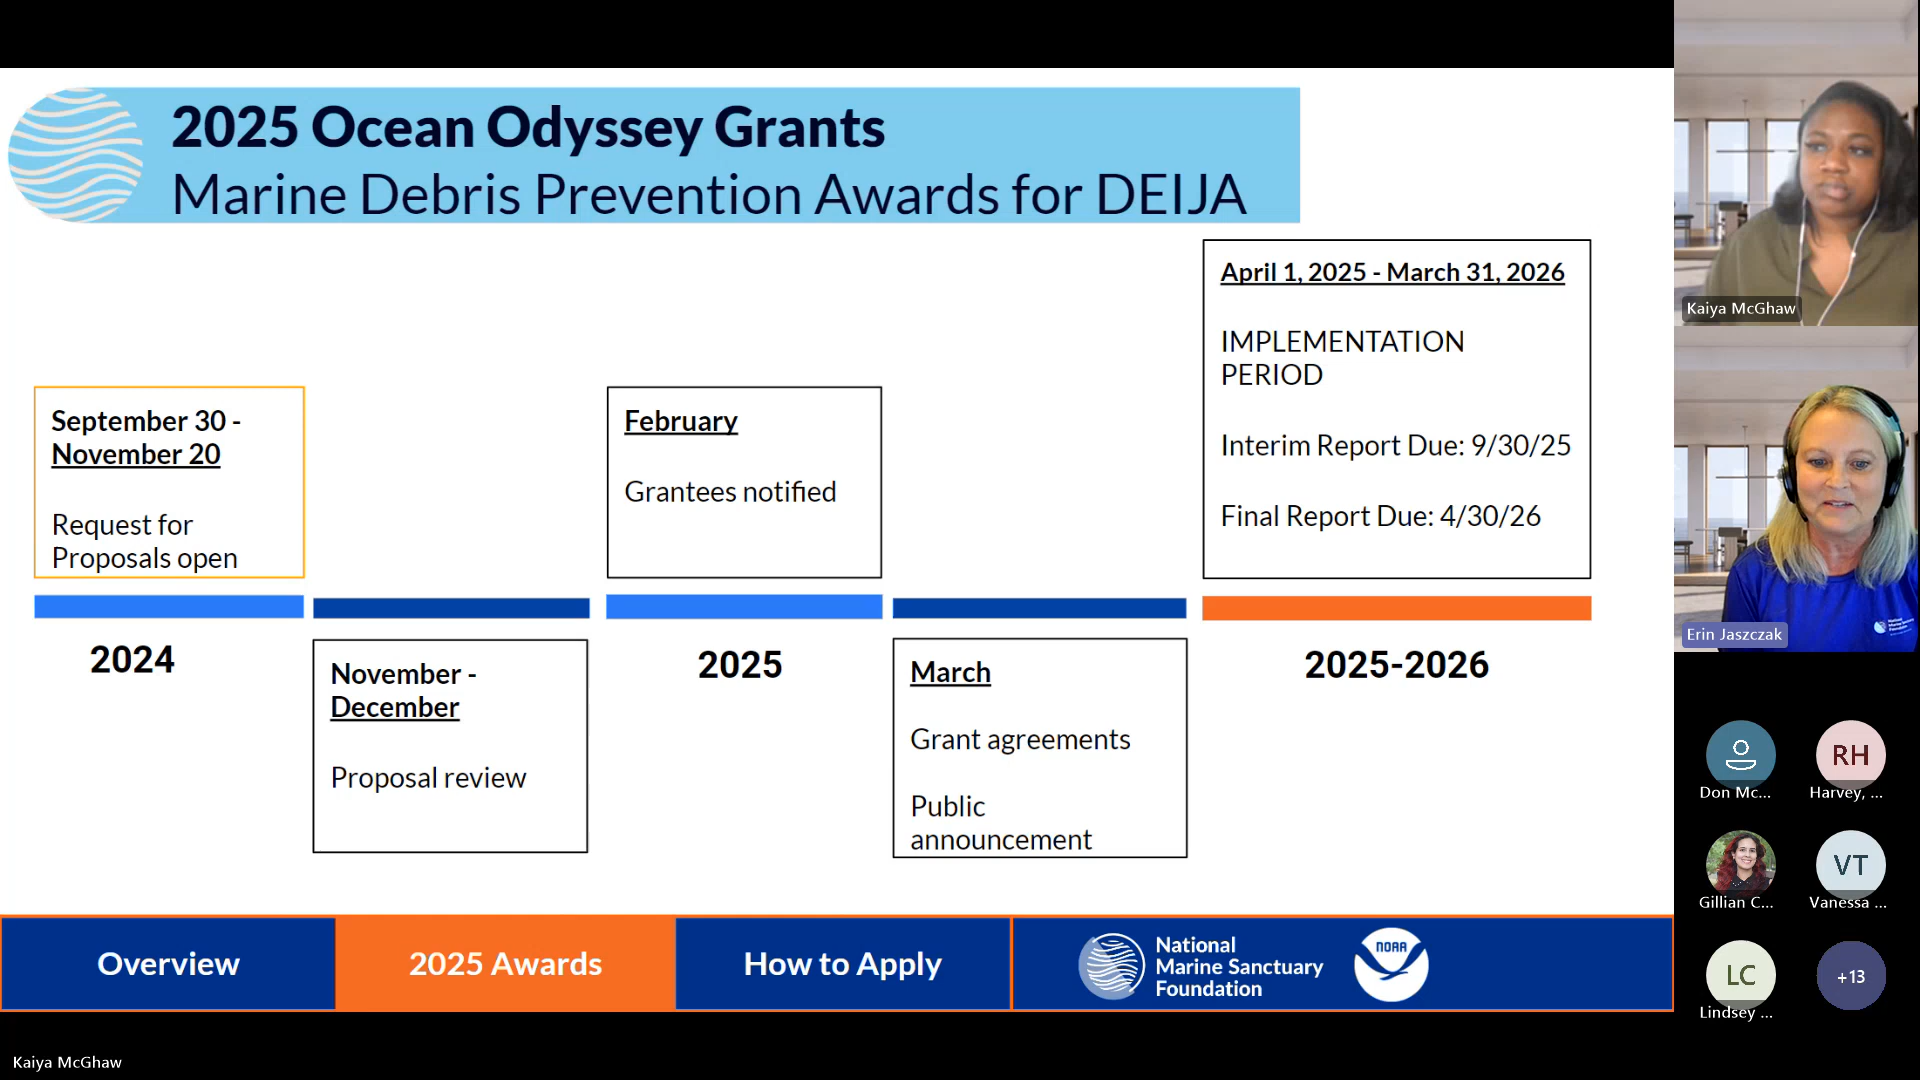 2025 Ocean Odyssey Grants
Marine Debris Prevention Awards for DEIJA
September 30 -
November 20
Request for
Proposals open
2024
November -
December
Proposal review
February
Grantees notified
2025
March
Grant agreements
Public
announcement
April 1, 2025 - March 31, 2026
IMPLEMENTATION
PERIOD
Interim Report Due: 9/30/25
Final Report Due: 4/30/26
2025-2026
Overview
2025 Awards
How to Apply
National
Marine Sanctuary
Foundation
NOAA
Kaiya McGhaw
Kaiya McGhaw
Erin Jaszczak
Don Mc...
RH
Harvey, ...
Gillian C...
VT
Vanessa ...
LC
Lindsey ...
+13